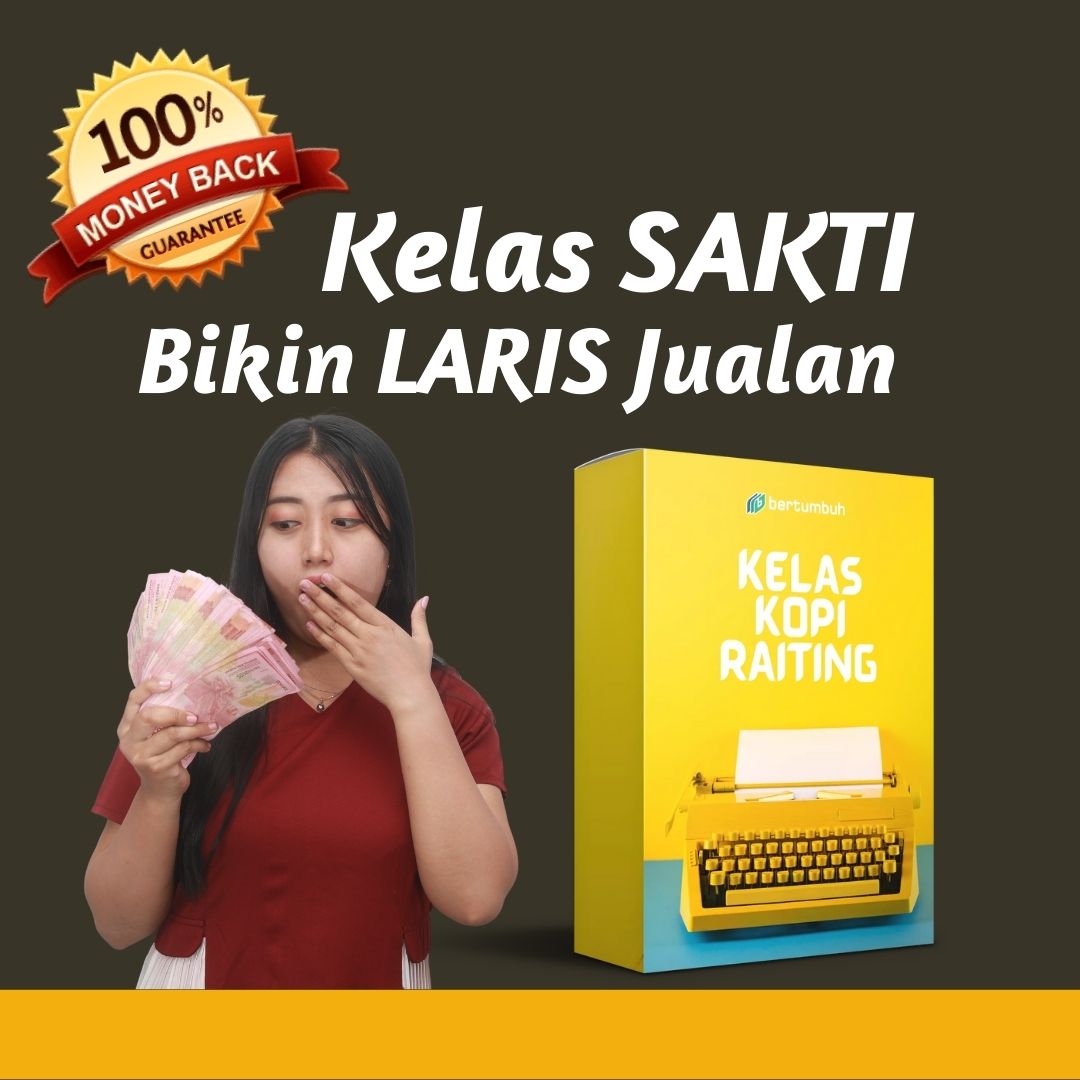 100%
MONEY BACK
GUARANTEE
Kelas SAKTI
Bikin LARIS Jualan
bertumbuh
KELAS
KOPI
RAITING